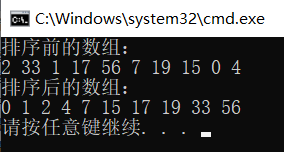 C:\Windows\system32\cmd.exe
排序前的数组:
2 33 1 17 56 7 19 15 0 4
排序后的数组:
0 1 2 4 7 15 17 19 33 56
请按任意键继续. . .